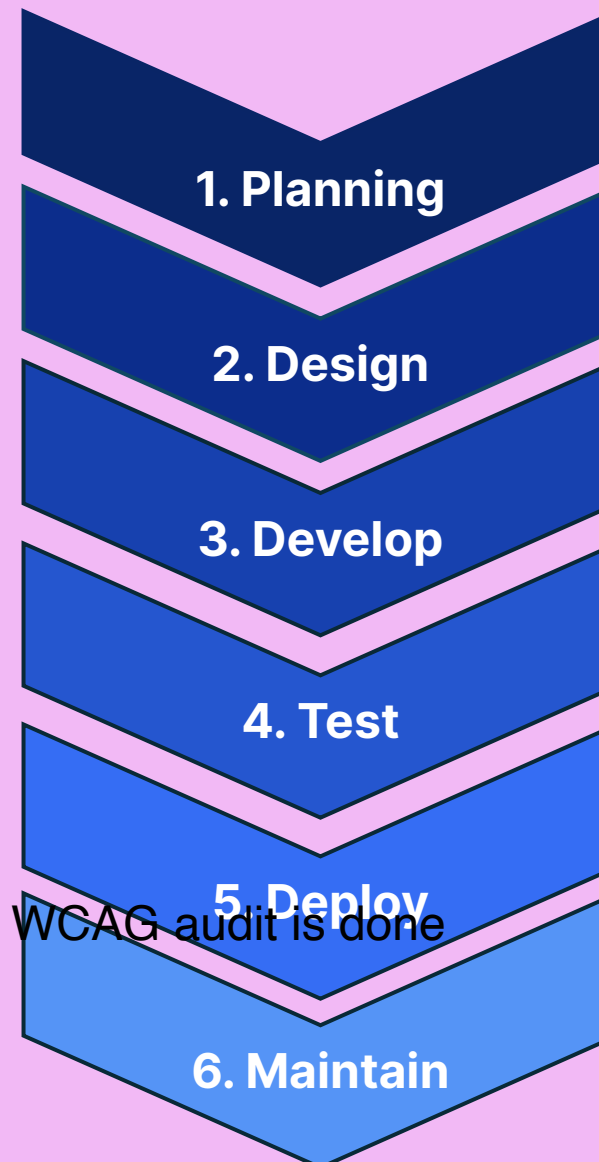 1. Planning
2. Design
3. Develop
4. Test
5. Deploy
WCAG audit is done
6. Maintain